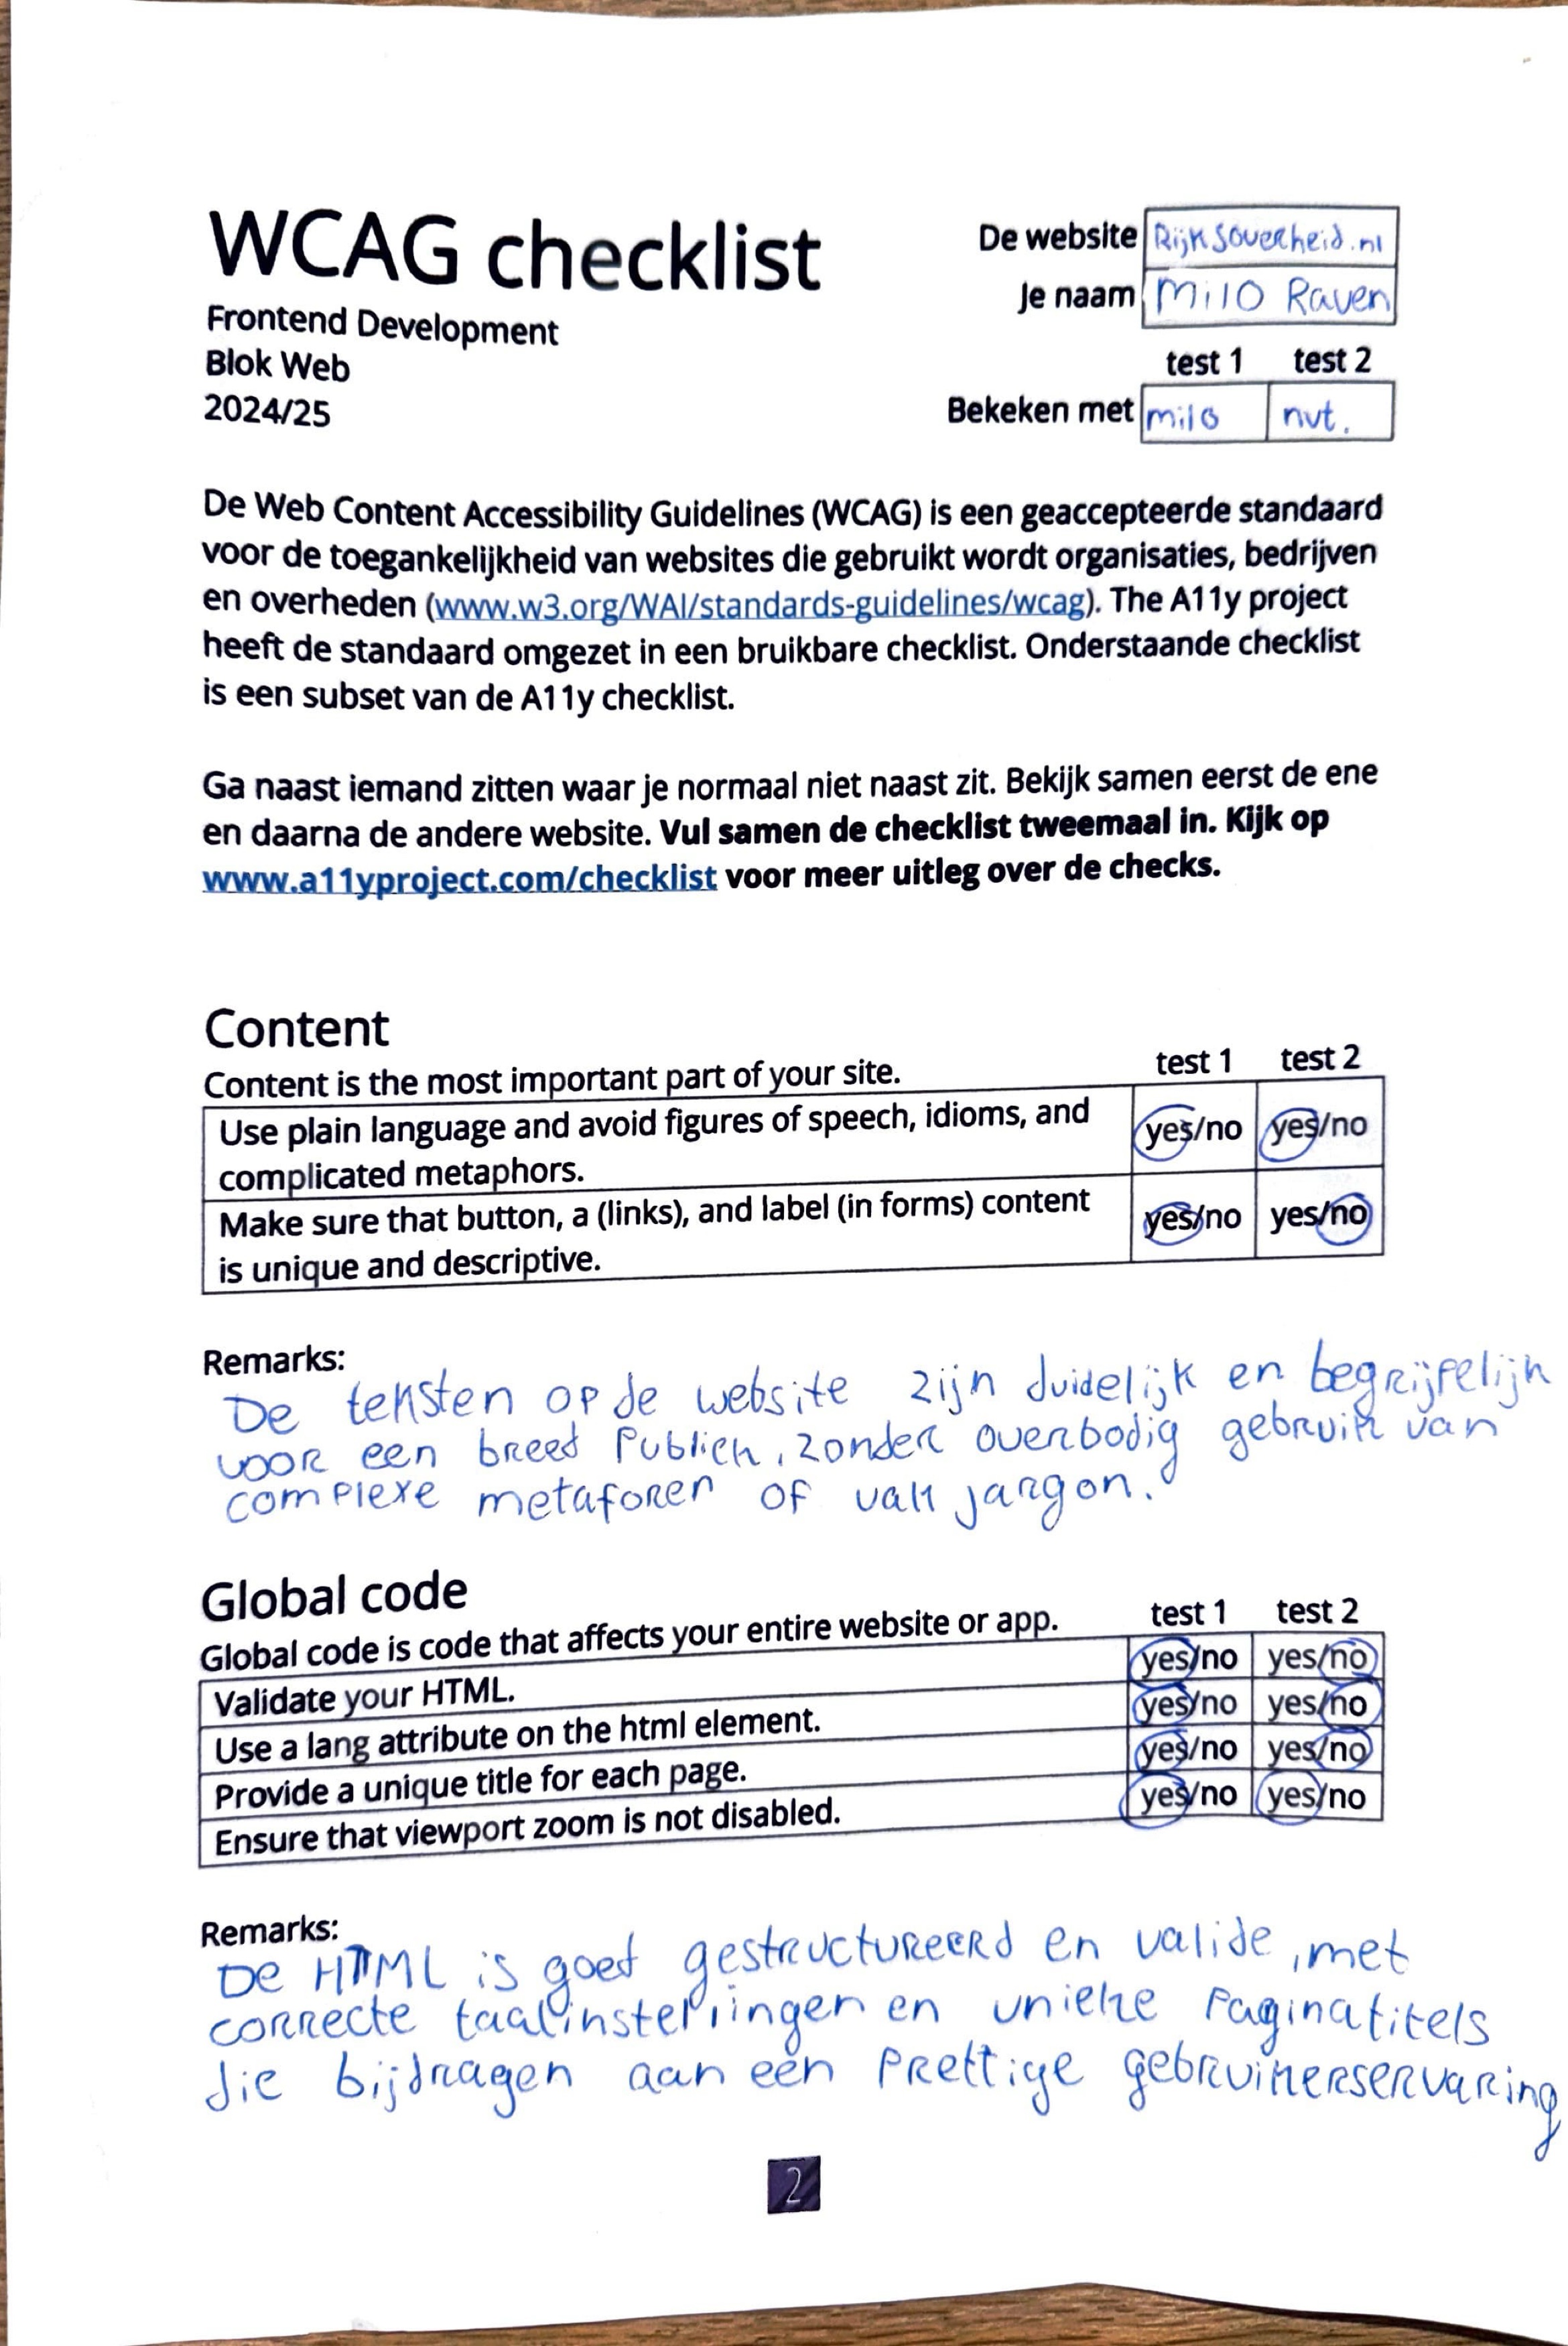 WCAG checklist
Frontend Development
Blok Web
2024/25
De website Rijksoverheid.nl
Je naam Milo Raven
test 1 test 2
Bekeken met milo nvt.
De Web Content Accessibility Guidelines (WCAG) is een geaccepteerde standaard
voor de toegankelijkheid van websites die gebruikt wordt organisaties, bedrijven
en overheden (www.w3.org/WAI/standards-guidelines/wcag). The A11y project
heeft de standaard omgezet in een bruikbare checklist. Onderstaande checklist
is een subset van de A11y checklist.
Ga naast iemand zitten waar je normaal niet naast zit. Bekijk samen eerst de ene
en daarna de andere website. Vul samen de checklist tweemaal in. Kijk op
www.a11yproject.com/checklist voor meer uitleg over de checks.
Content
Content is the most important part of your site. test 1 test 2
Use plain language and avoid figures of speech, idioms, and
complicated metaphors. yes/no yes/no
Make sure that button, a (links), and label (in forms) content
is unique and descriptive. yes/no yes/no
Remarks:
De teksten op de website zijn duidelijk en begrijpelijk
voor een breed publiek, zonder overbodig gebruik van
complexe metaforen of vakjargon.
Global code
Global code is code that affects your entire website or app. test 1 test 2
Validate your HTML. yes/no yes/no
Use a lang attribute on the html element. yes/no yes/no
Provide a unique title for each page. yes/no yes/no
Ensure that viewport zoom is not disabled. yes/no yes/no
Remarks:
De HTML is goed gestructureerd en valide, met
correcte taalinstellingen en unieke paginatitels
die bijdragen aan een prettige gebruikerservaring
2